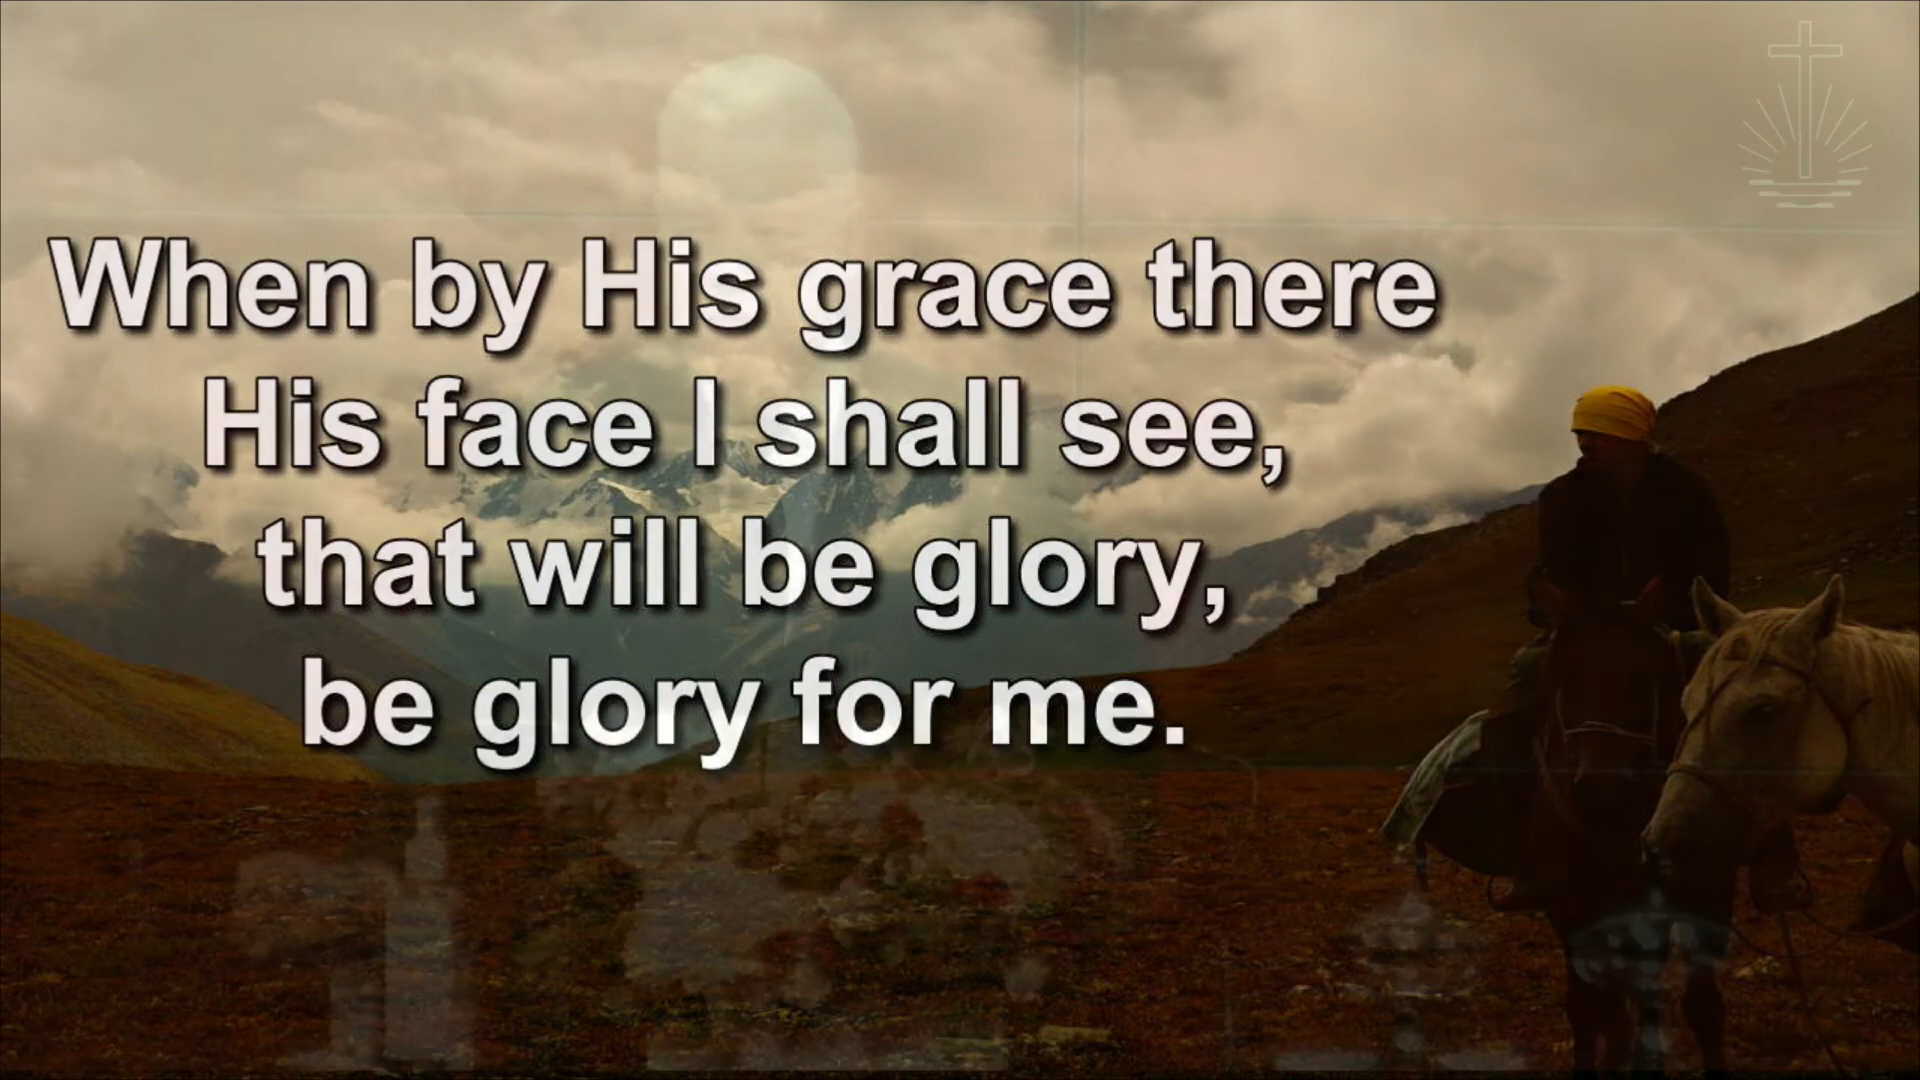 When by His grace there
His face I shall see,
that will be glory,
be glory for me.